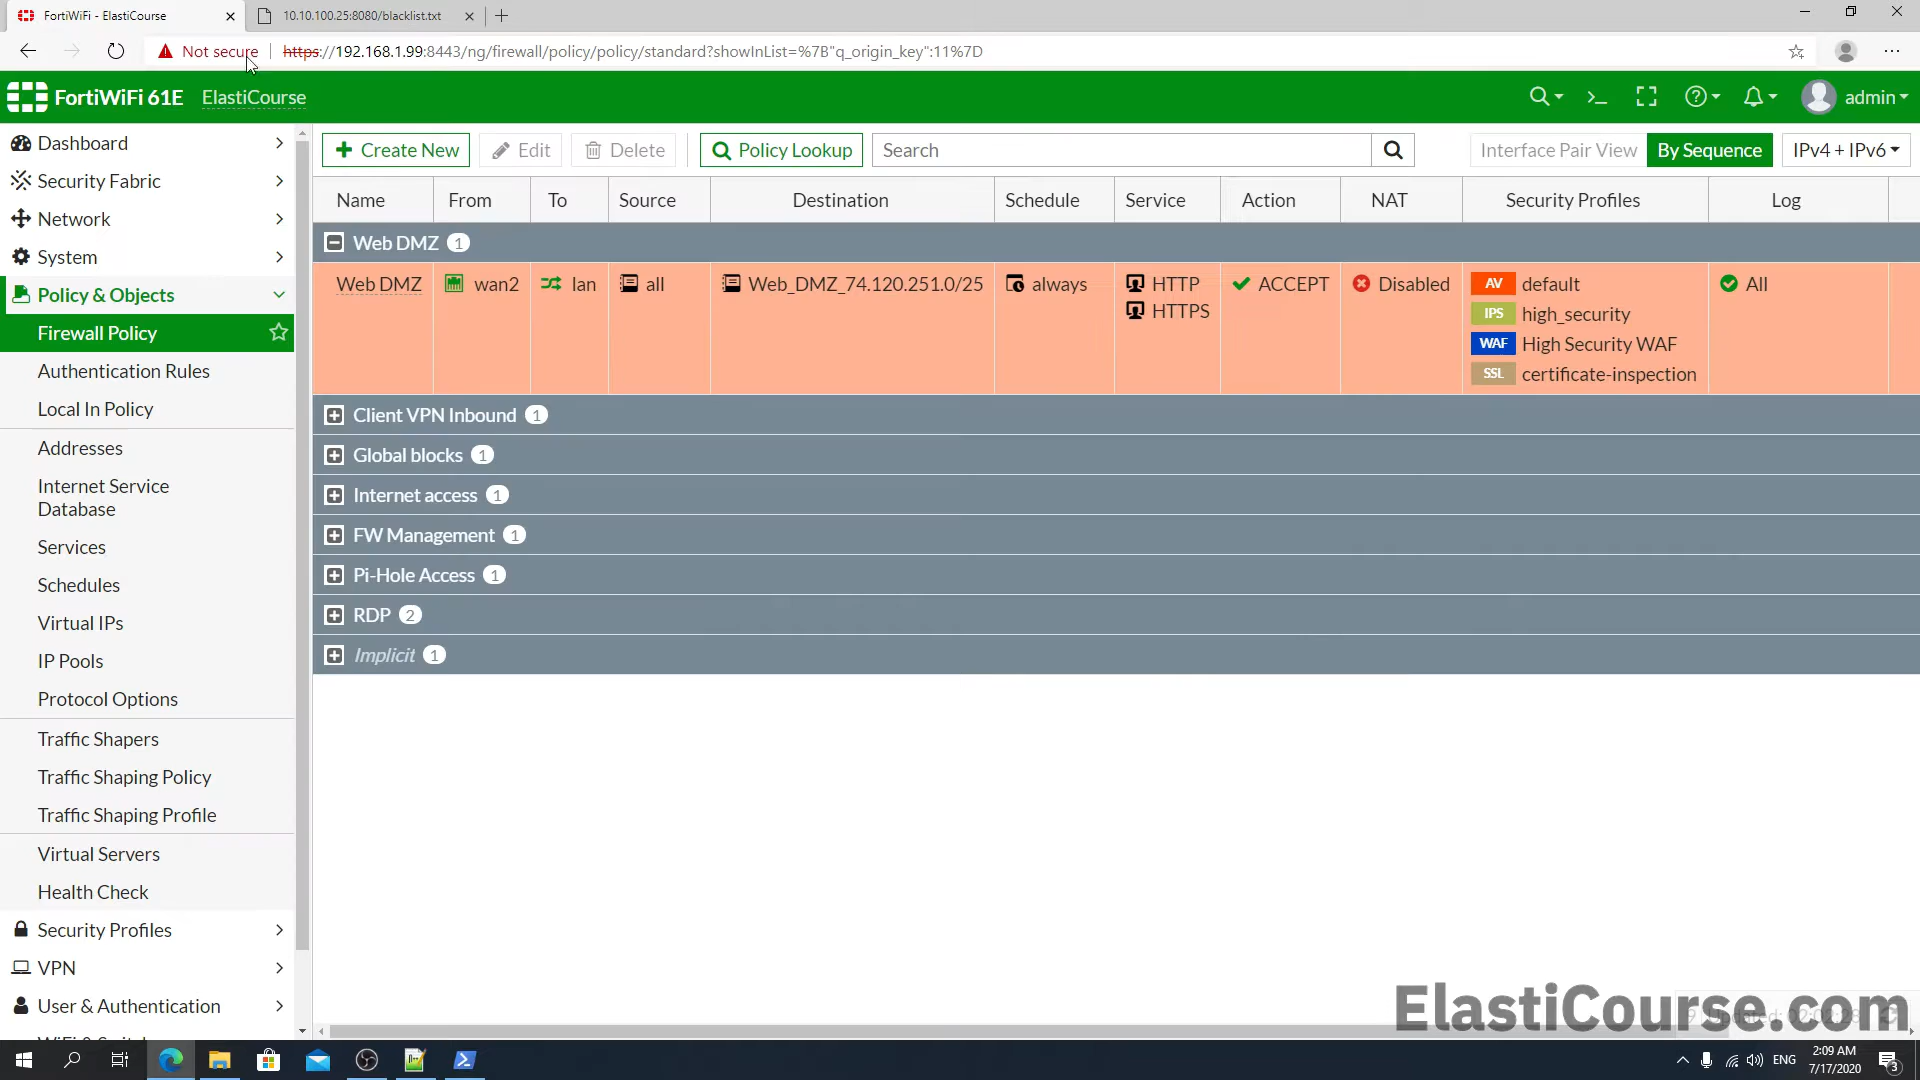 FortiWiFi - ElastiCourse
10.10.100.25:8080/blacklist.txt
Not secure
https://192.168.1.99:8443/ng/firewall/policy/policy/standard?showInList=%7B"q_origin_key":11%7D
FortiWiFi 61E ElastiCourse
admin
Dashboard
Security Fabric
Network
System
Policy & Objects
Firewall Policy
Authentication Rules
Local In Policy
Addresses
Internet Service
Database
Services
Schedules
Virtual IPs
IP Pools
Protocol Options
Traffic Shapers
Traffic Shaping Policy
Traffic Shaping Profile
Virtual Servers
Health Check
Security Profiles
VPN
User & Authentication
Create New Edit Delete Policy Lookup Search Interface Pair View By Sequence IPv4 + IPv6
Name From To Source Destination Schedule Service Action NAT Security Profiles Log
Web DMZ 1
Web DMZ wan2 lan all Web_DMZ_74.120.251.0/25 always HTTP ACCEPT Disabled AV default All
HTTPS IPS high_security
WAF High Security WAF
SSL certificate-inspection
Client VPN Inbound 1
Global blocks 1
Internet access 1
FW Management 1
Pi-Hole Access 1
RDP 2
Implicit 1
ElastiCourse.com
ENG
2:09 AM
7/17/2020
3